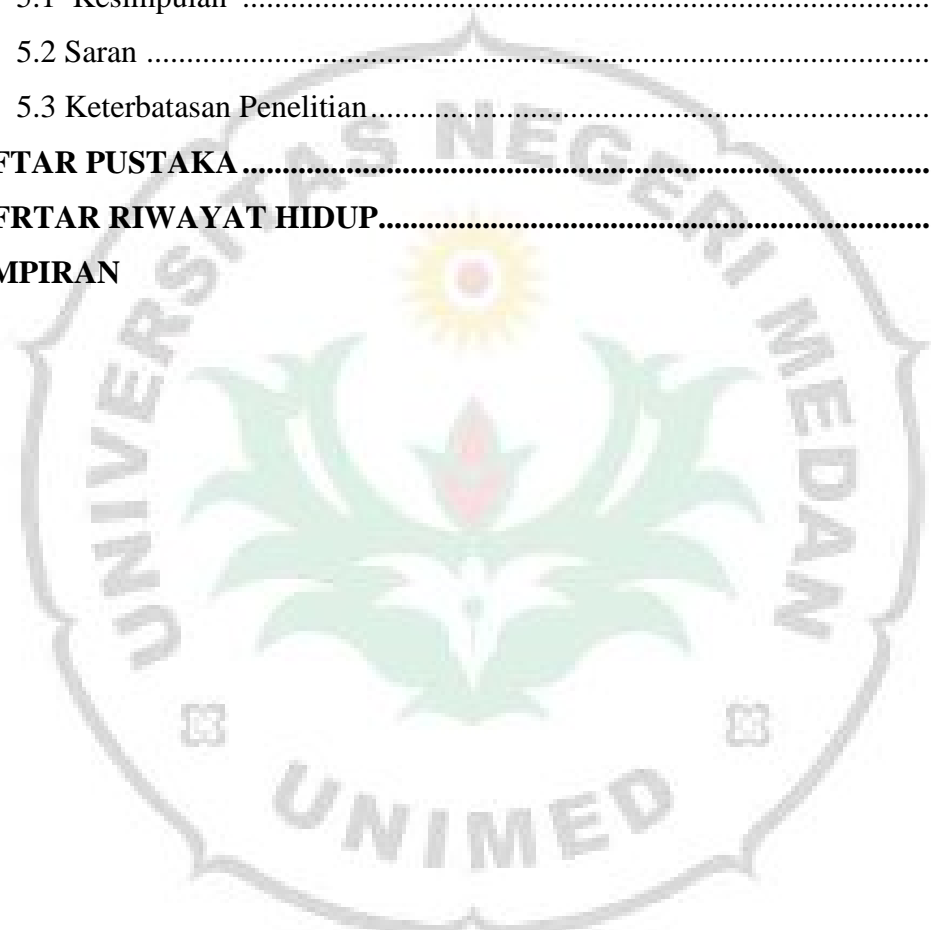 5.1 Kesimpulan ........................................................................................
5.2 Saran ....................................................................................................
5.3 Keterbatasan Penelitian ........................................................................
FTAR PUSTAKA ........................................................................................
FRTAR RIWAYAT HIDUP ......................................................................
MPIRAN
UNIVERSITAS NEGERI MEDAN
UNIMED